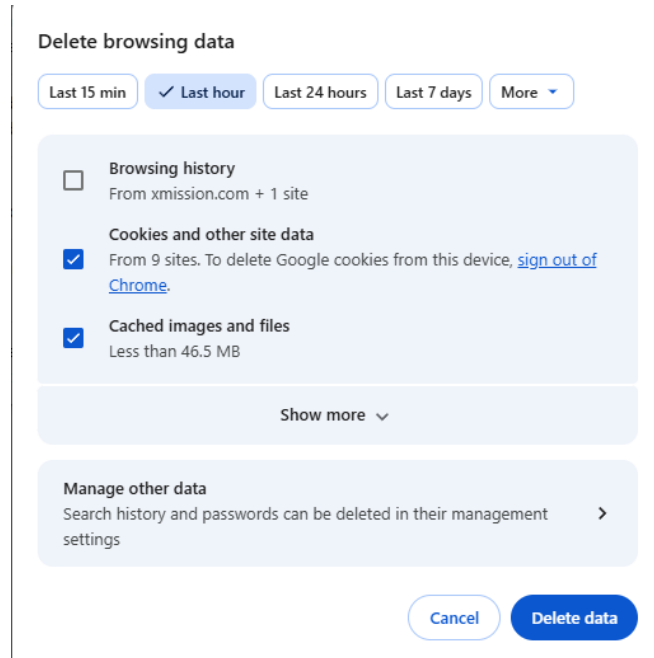 Delete browsing data
Last 15 min
Last hour
Last 24 hours
Last 7 days
More
Browsing history
From xmission.com + 1 site
Cookies and other site data
From 9 sites. To delete Google cookies from this device, sign out of
Chrome.
Cached images and files
Less than 46.5 MB
Show more
Manage other data
Search history and passwords can be deleted in their management
settings
Cancel
Delete data